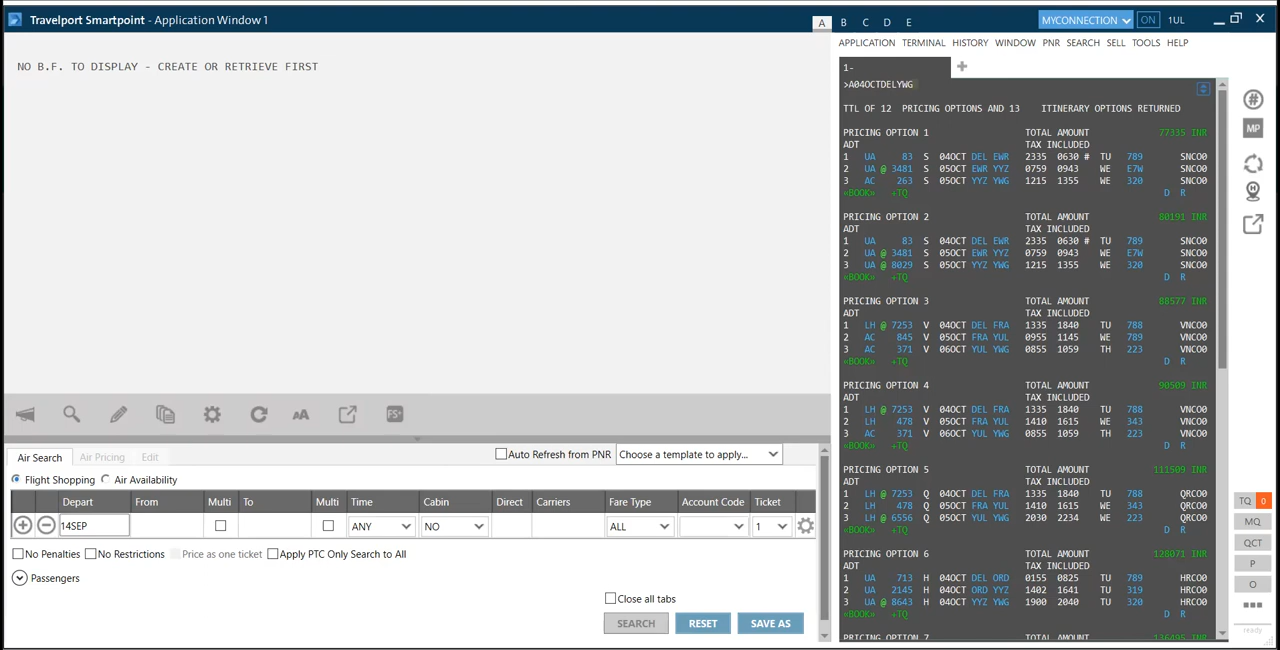 Travelport Smartpoint - Application Window 1
A B C D E
MYCONNECTION ON 1UL
APPLICATION TERMINAL HISTORY WINDOW PNR SEARCH SELL TOOLS HELP
NO B.F. TO DISPLAY - CREATE OR RETRIEVE FIRST
1-
>A04OCTDELYWG
TTL OF 12 PRICING OPTIONS AND 13 ITINERARY OPTIONS RETURNED
PRICING OPTION 1 TOTAL AMOUNT 77335 INR
ADT TAX INCLUDED
1 UA 83 S 04OCT DEL EWR 2335 0630 # TU 789 SNCO0
2 UA @ 3481 S 05OCT EWR YYZ 0759 0943 WE E7W SNCO0
3 AC 263 S 05OCT YYZ YWG 1215 1355 WE 320 SNCO0
«BOOK» +TQ D R
PRICING OPTION 2 TOTAL AMOUNT 80191 INR
ADT TAX INCLUDED
1 UA 83 S 04OCT DEL EWR 2335 0630 # TU 789 SNCO0
2 UA @ 3481 S 05OCT EWR YYZ 0759 0943 WE E7W SNCO0
3 UA @ 8029 S 05OCT YYZ YWG 1215 1355 WE 320 SNCO0
«BOOK» +TQ D R
PRICING OPTION 3 TOTAL AMOUNT 88577 INR
ADT TAX INCLUDED
1 LH @ 7253 V 04OCT DEL FRA 1335 1840 TU 788 VNCO0
2 AC 845 V 05OCT FRA YUL 0955 1145 WE 789 VNCO0
3 AC 371 V 06OCT YUL YWG 0855 1059 TH 223 VNCO0
«BOOK» +TQ D R
PRICING OPTION 4 TOTAL AMOUNT 90509 INR
ADT TAX INCLUDED
1 LH @ 7253 V 04OCT DEL FRA 1335 1840 TU 788 VNCO0
2 LH 478 V 05OCT FRA YUL 1410 1615 WE 343 VNCO0
3 AC 371 V 06OCT YUL YWG 0855 1059 TH 223 VNCO0
«BOOK» +TQ D R
PRICING OPTION 5 TOTAL AMOUNT 111509 INR
ADT TAX INCLUDED
1 LH @ 7253 Q 04OCT DEL FRA 1335 1840 TU 788 QRCO0
2 LH 478 Q 05OCT FRA YUL 1410 1615 WE 343 QRCO0
3 LH @ 6556 Q 05OCT YUL YWG 2030 2234 WE 223 QRCO0
«BOOK» +TQ D R
PRICING OPTION 6 TOTAL AMOUNT 128071 INR
ADT TAX INCLUDED
1 UA 713 H 04OCT DEL ORD 0155 0825 TU 789 HRCO0
2 UA 2145 H 04OCT ORD YYZ 1402 1641 TU 319 HRCO0
3 UA @ 8643 H 04OCT YYZ YWG 1900 2040 TU 320 HRCO0
«BOOK» +TQ D R
PRICING OPTION 7 TOTAL AMOUNT 136495 INR
MP
TQ 0
MQ
QCT
P
O
ready
AA FS+
Air Search Air Pricing Edit Auto Refresh from PNR Choose a template to apply...
Flight Shopping Air Availability
Depart From Multi To Multi Time Cabin Direct Carriers Fare Type Account Code Ticket
14SEP ANY NO ALL 1
No Penalties No Restrictions Price as one ticket Apply PTC Only Search to All
Passengers
Close all tabs
SEARCH RESET SAVE AS